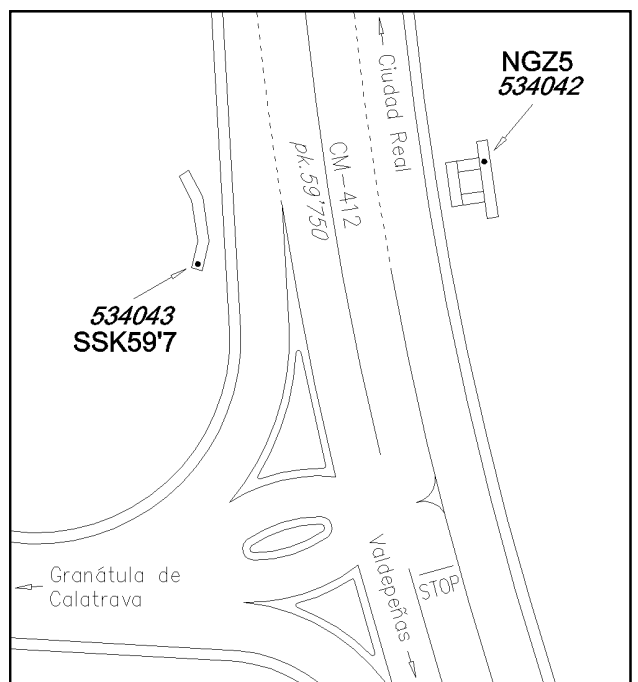 NGZ5
534042
Ciudad Real
CM-412
pk.59'750
534043
SSK59'7
Granátula de
Calatrava
Valdepeñas
STOP